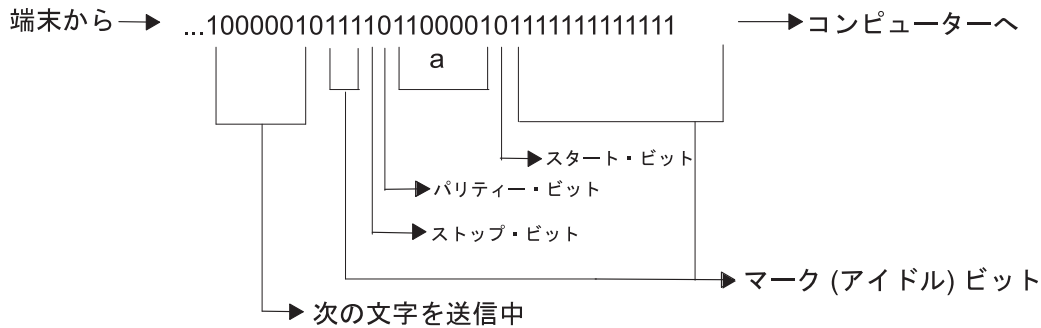 端末から
...1000001011110110000101111111111111
コンピューターへ
a
スタート・ビット
パリティー・ビット
ストップ・ビット
マーク (アイドル) ビット
次の文字を送信中